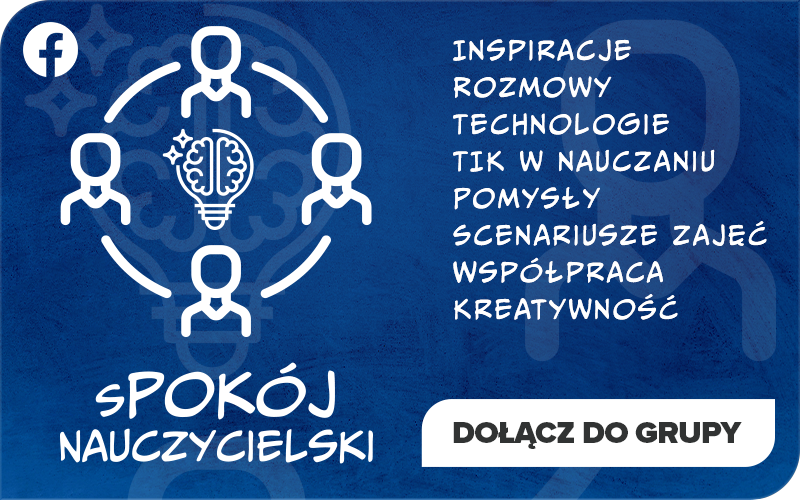 INSPIRACJE
ROZMOWY
TECHNOLOGIE
TIK W NAUCZANIU
POMYSŁY
SCENARIUSZE ZAJĘĆ
WSPÓŁPRACA
KREATYWNOŚĆ
sPOKÓJ
NAUCZYCIELSKI
DOŁĄCZ DO GRUPY